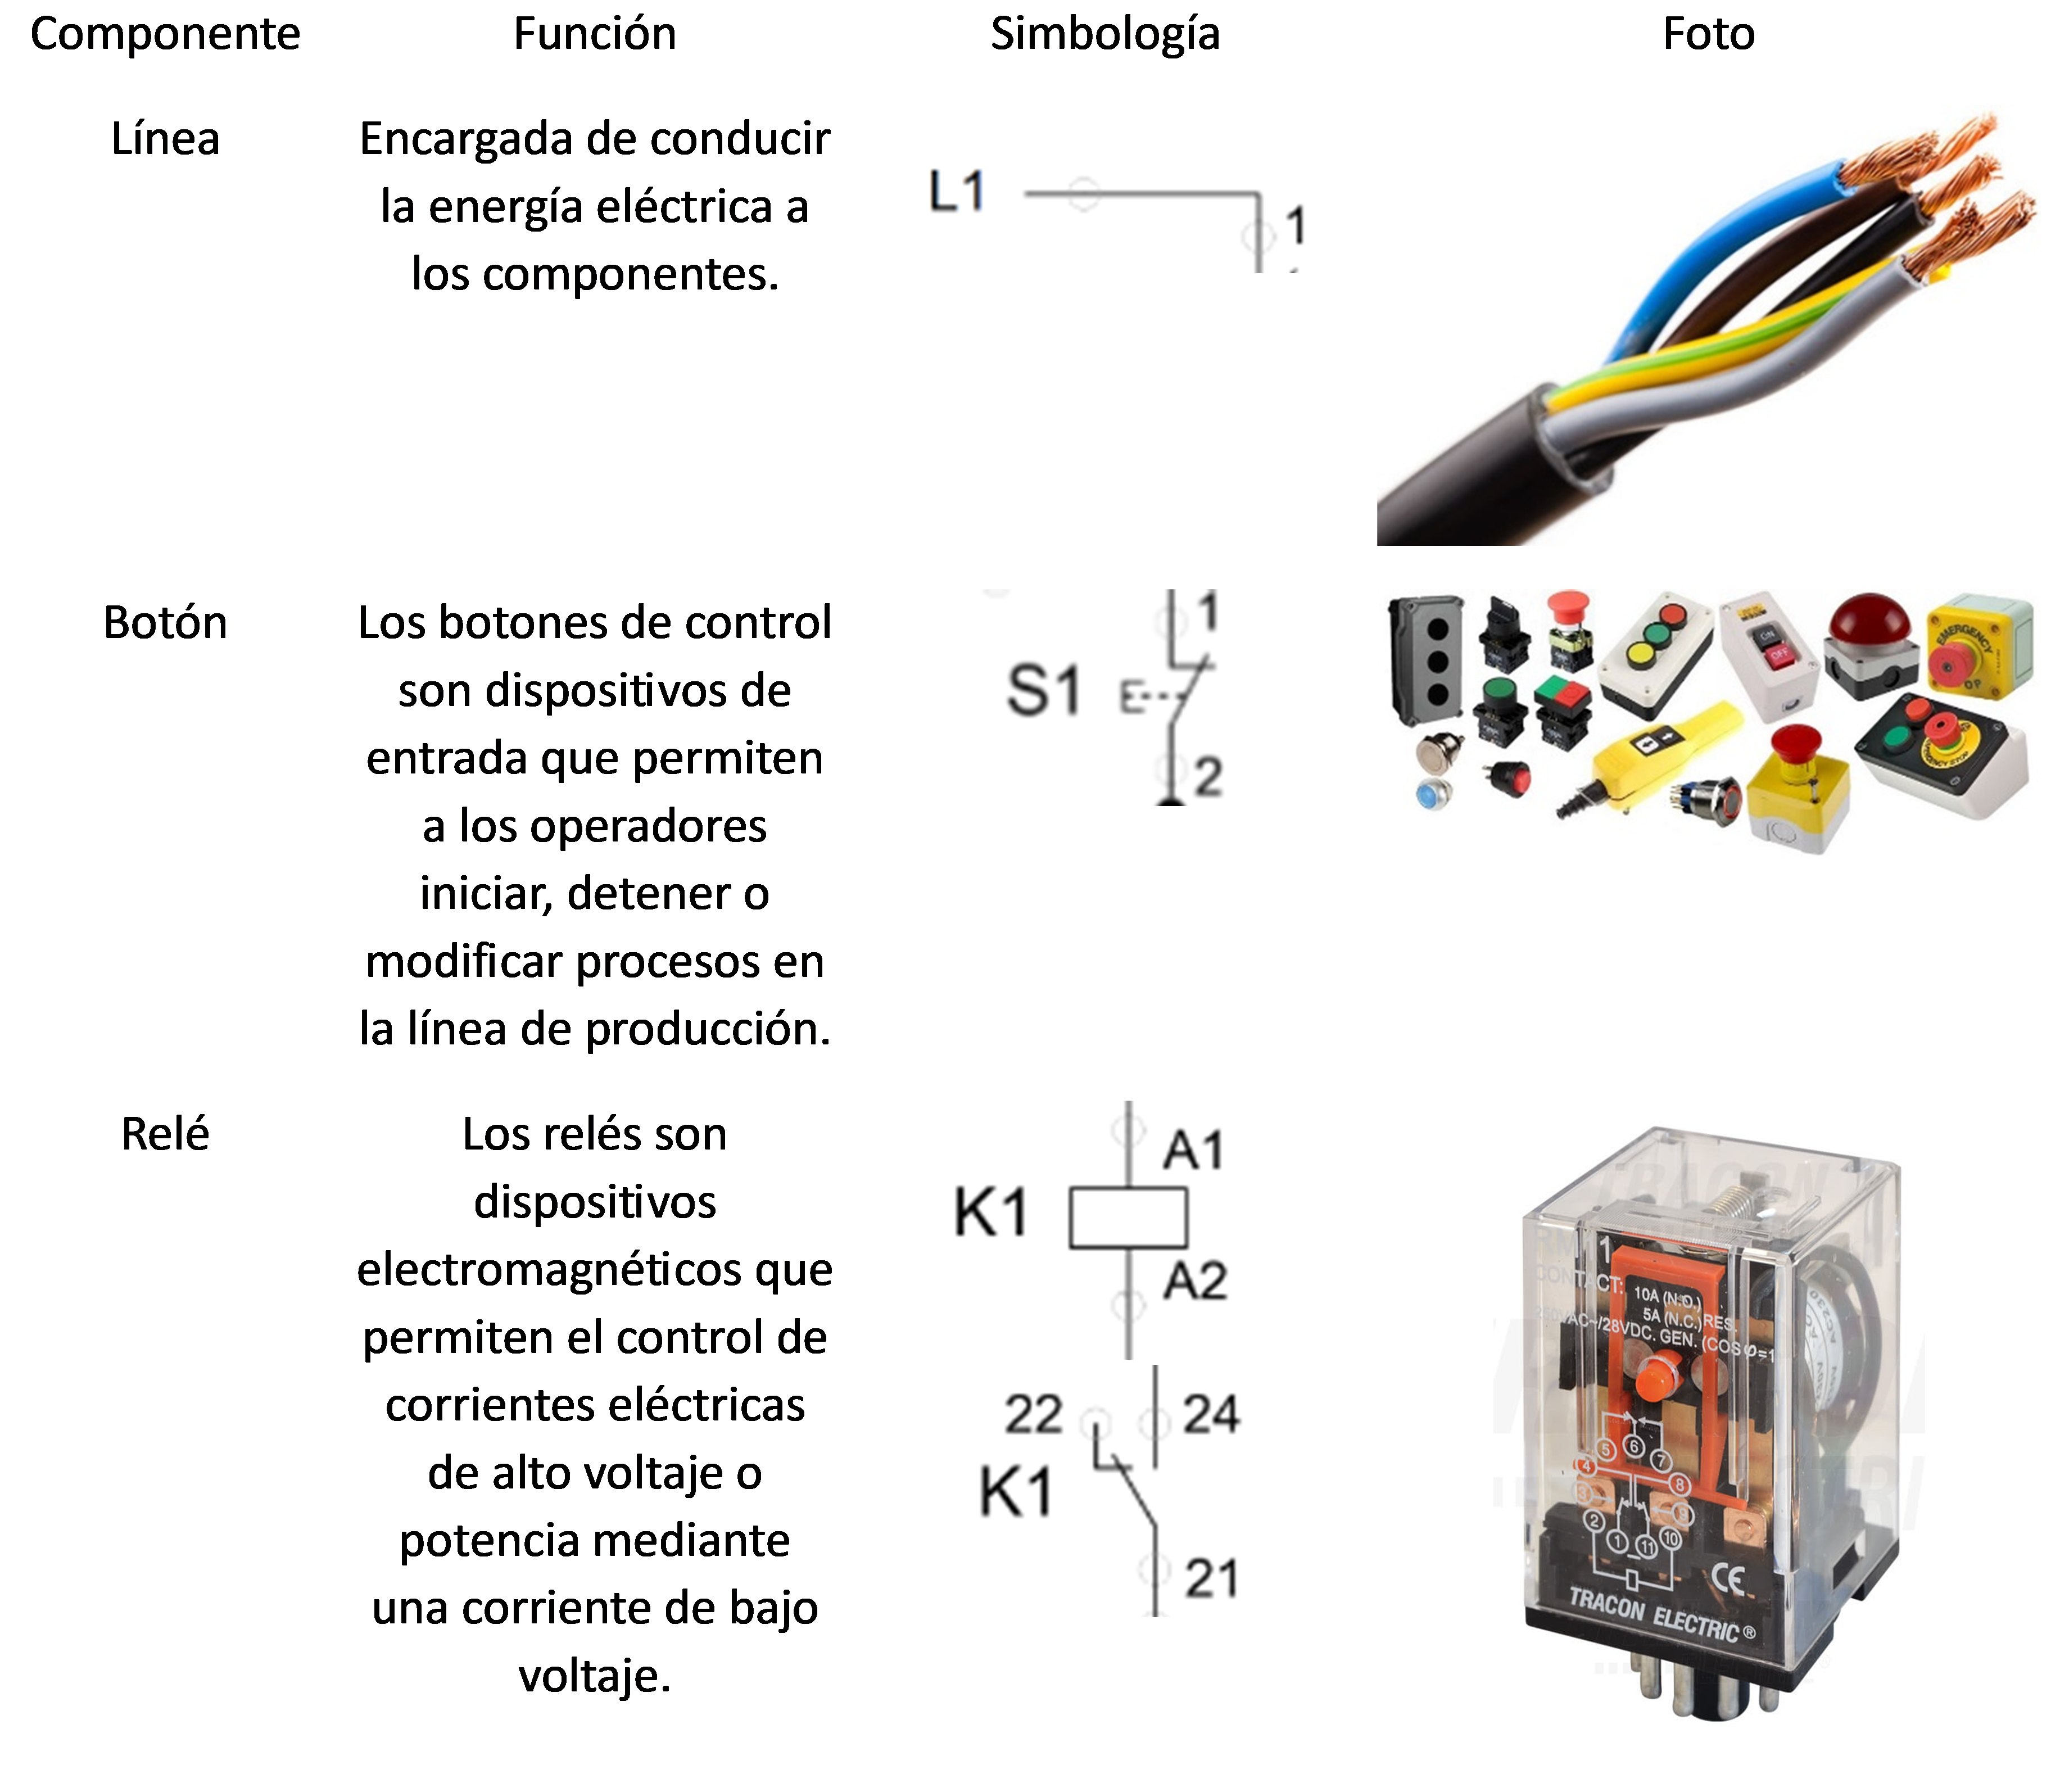 Componente
Función
Simbología
Foto
Línea
Encargada de conducir
la energía eléctrica a
los componentes.
L1
1
Botón
Los botones de control
son dispositivos de
entrada que permiten
a los operadores
iniciar, detener o
modificar procesos en
la línea de producción.
1
S1
2
ON
OFF
EMERGENCY
Relé
Los relés son
dispositivos
electromagnéticos que
permiten el control de
corrientes eléctricas
de alto voltaje o
potencia mediante
una corriente de bajo
voltaje.
A1
K1
A2
22
24
K1
21
TRACON
CONTACT: 10A (N.O.)
5A (N.C.) RES.
250VAC~/28VDC. GEN. (COSφ=1
5 6 7
4 8
3 9
2 1 11 10
CE
TRACON ELECTRIC®